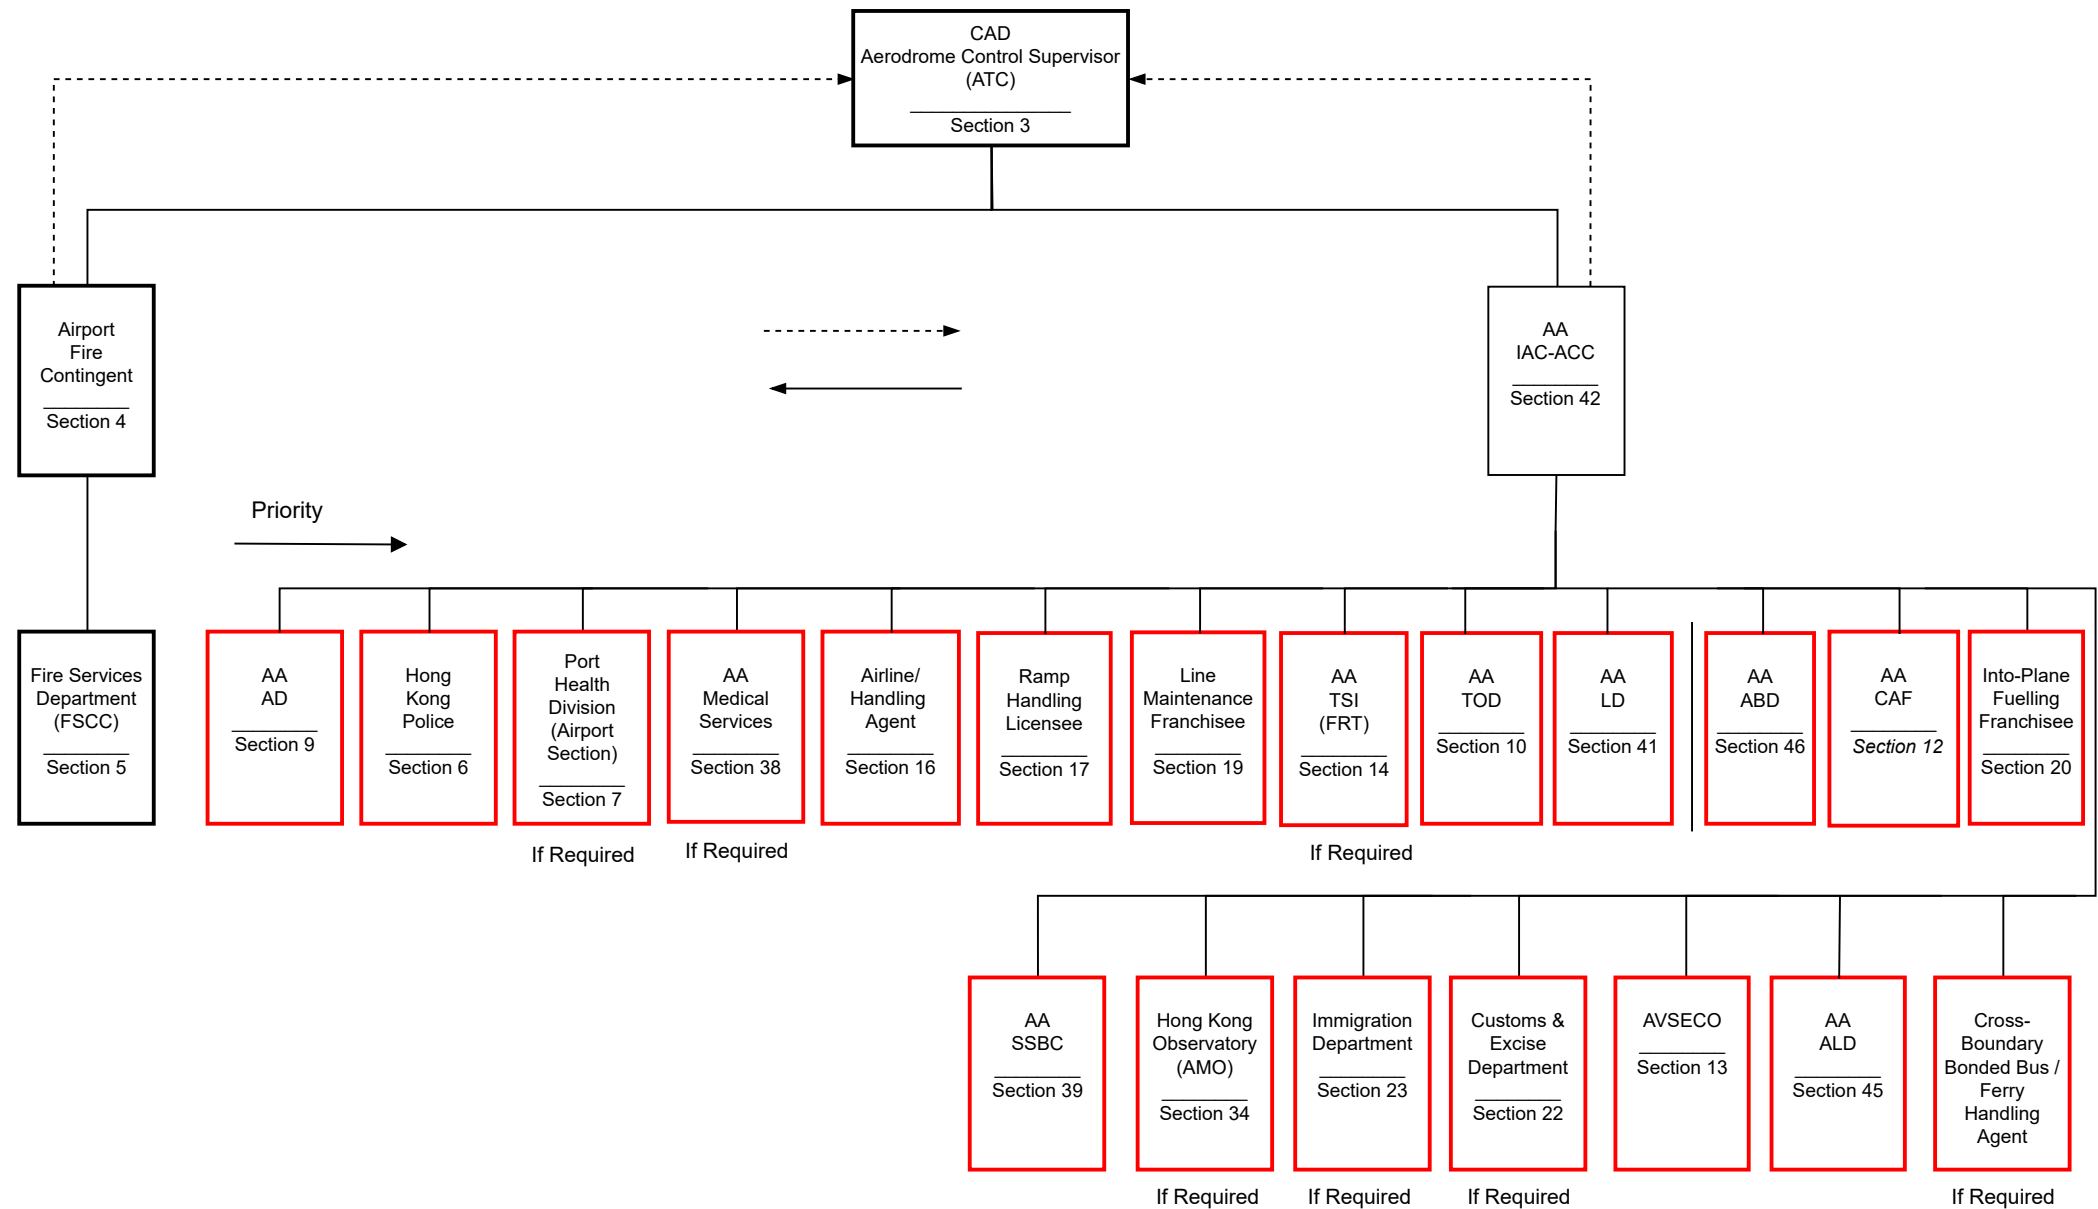 CAD
Aerodrome Control Supervisor
(ATC)
Section 3
Airport
Fire
Contingent
Section 4
AA
IAC-ACC
Section 42
Priority
Fire Services
Department
(FSCC)
Section 5
AA
AD
Section 9
Hong
Kong
Police
Section 6
Port
Health
Division
(Airport
Section)
Section 7
If Required
AA
Medical
Services
Section 38
If Required
Airline/
Handling
Agent
Section 16
Ramp
Handling
Licensee
Section 17
Line
Maintenance
Franchisee
Section 19
AA
TSI
(FRT)
Section 14
If Required
AA
TOD
Section 10
AA
LD
Section 41
AA
ABD
Section 46
AA
CAF
Section 12
Into-Plane
Fuelling
Franchisee
Section 20
AA
SSBC
Section 39
Hong Kong
Observatory
(AMO)
Section 34
If Required
Immigration
Department
Section 23
If Required
Customs &
Excise
Department
Section 22
If Required
AVSECO
Section 13
AA
ALD
Section 45
Cross-
Boundary
Bonded Bus /
Ferry
Handling
Agent
If Required